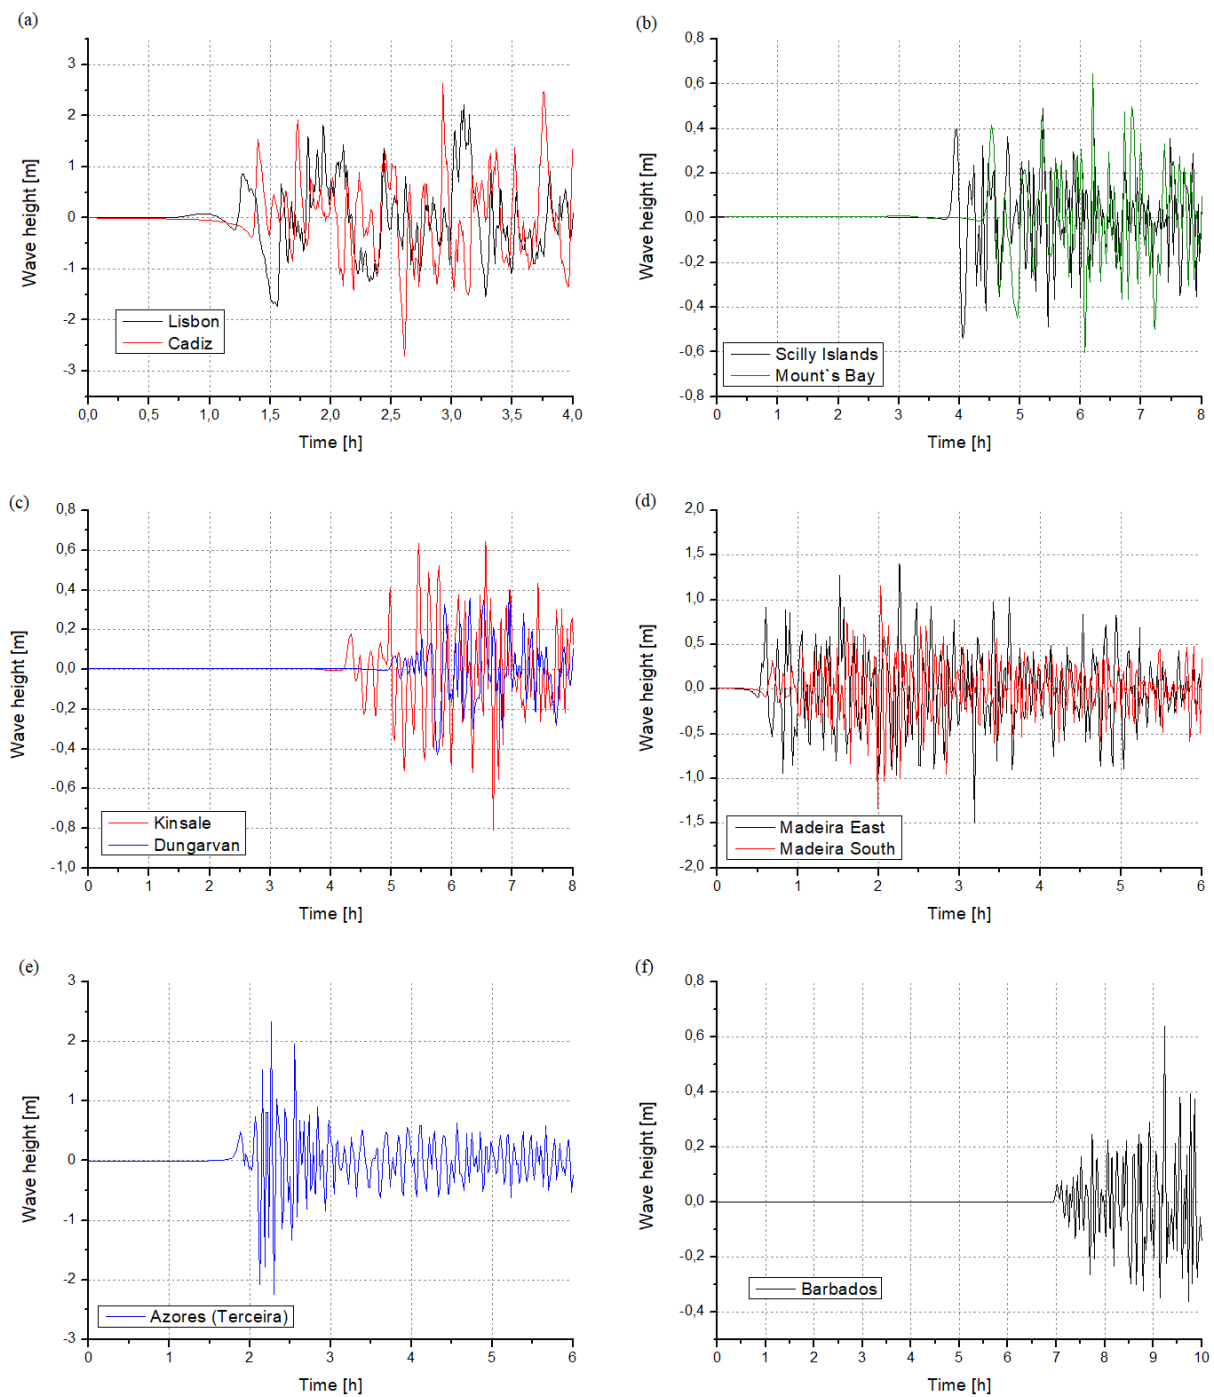 (a)
Wave height [m]
3
2
1
0
-1
-2
-3
Lisbon
Cadiz
0,0 0,5 1,0 1,5 2,0 2,5 3,0 3,5 4,0
Time [h]
(b)
Wave height [m]
0,8
0,6
0,4
0,2
0,0
-0,2
-0,4
-0,6
-0,8
Scilly Islands
Mount`s Bay
0 1 2 3 4 5 6 7 8
Time [h]
(c)
Wave height [m]
0,8
0,6
0,4
0,2
0,0
-0,2
-0,4
-0,6
-0,8
-1,0
Kinsale
Dungarvan
0 1 2 3 4 5 6 7 8
Time [h]
(d)
Wave height [m]
2,0
1,5
1,0
0,5
0,0
-0,5
-1,0
-1,5
-2,0
Madeira East
Madeira South
0 1 2 3 4 5 6
Time [h]
(e)
Wave height [m]
3
2
1
0
-1
-2
-3
Azores (Terceira)
0 1 2 3 4 5 6
Time [h]
(f)
Wave height [m]
0,8
0,6
0,4
0,2
0,0
-0,2
-0,4
Barbados
0 1 2 3 4 5 6 7 8 9 10
Time [h]